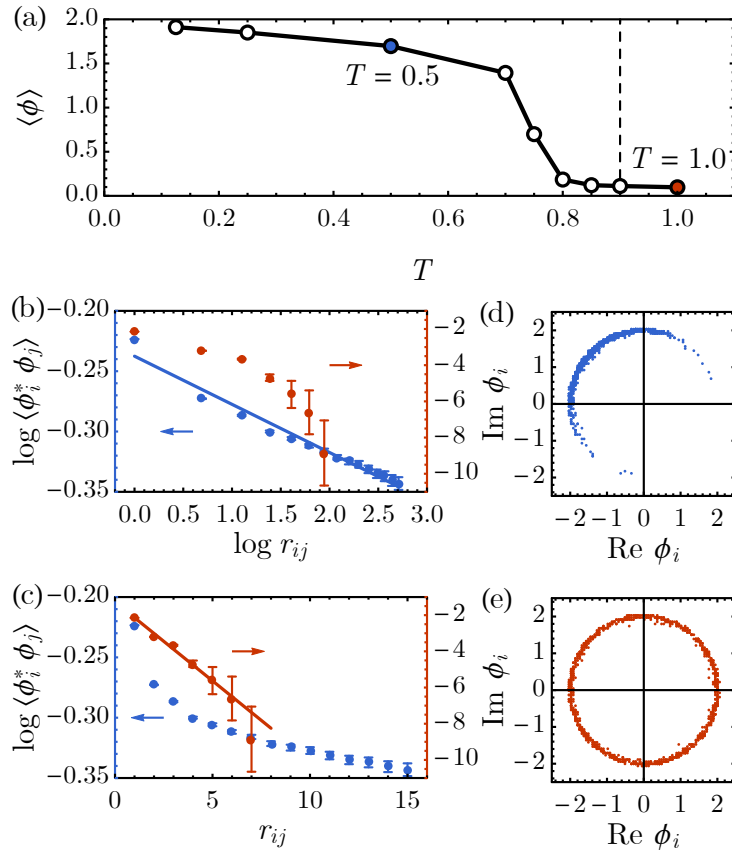 (a)
2.0
1.5
1.0
0.5
0.0
⟨ϕ⟩
T = 0.5
T = 1.0
0.0 0.2 0.4 0.6 0.8 1.0
T
(b)
−0.20
−0.25
−0.30
−0.35
log ⟨ϕ*i ϕj⟩
−2
−4
−6
−8
−10
0.0 0.5 1.0 1.5 2.0 2.5 3.0
log rij
(d)
2
1
0
−1
−2
Im ϕi
−2 −1 0 1 2
Re ϕi
(c)
−0.20
−0.25
−0.30
−0.35
log ⟨ϕ*i ϕj⟩
−2
−4
−6
−8
−10
0 5 10 15
rij
(e)
2
1
0
−1
−2
Im ϕi
−2 −1 0 1 2
Re ϕi